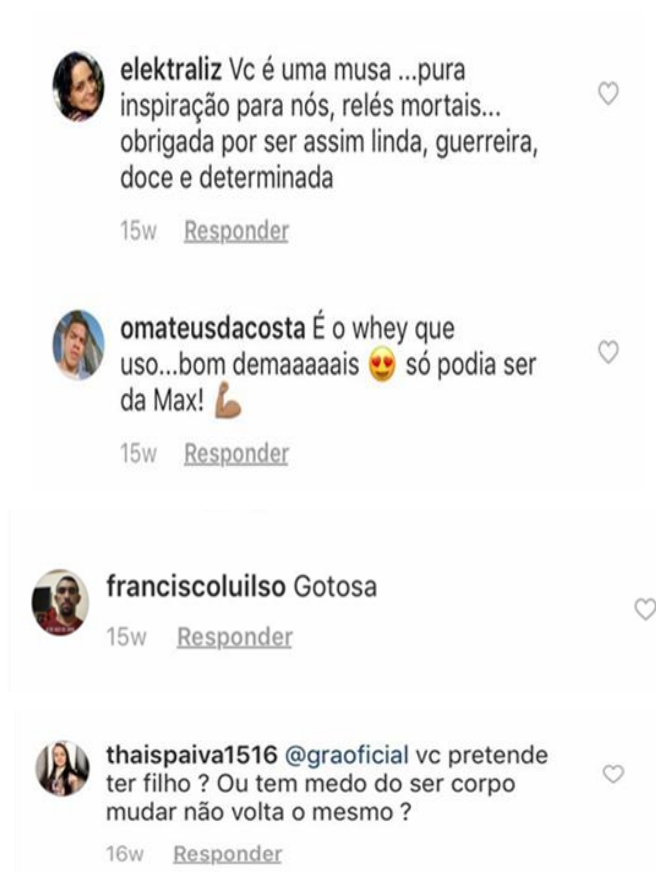 elektraliz Vc é uma musa ...pura
inspiração para nós, relés mortais...
obrigada por ser assim linda, guerreira,
doce e determinada
15w Responder
omateusdacosta É o whey que
uso...bom demaaaaais 😍 só podia ser
da Max! 💪🏽
15w Responder
franciscoluilso Gotosa
15w Responder
thaispaiva1516 @graoficial vc pretende
ter filho ? Ou tem medo do ser corpo
mudar não volta o mesmo ?
16w Responder